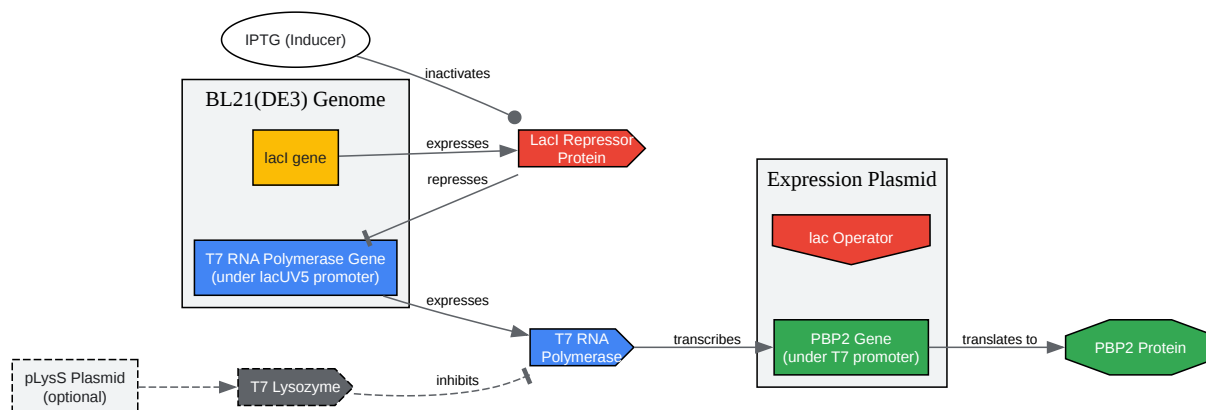 IPTG (Inducer)
inactivates
BL21(DE3) Genome
lacI gene
expresses
LacI Repressor
Protein
represses
T7 RNA Polymerase Gene
(under lacUV5 promoter)
expresses
T7 RNA
Polymerase
transcribes
Expression Plasmid
lac Operator
PBP2 Gene
(under T7 promoter)
translates to
PBP2 Protein
pLysS Plasmid
(optional)
T7 Lysozyme
inhibits